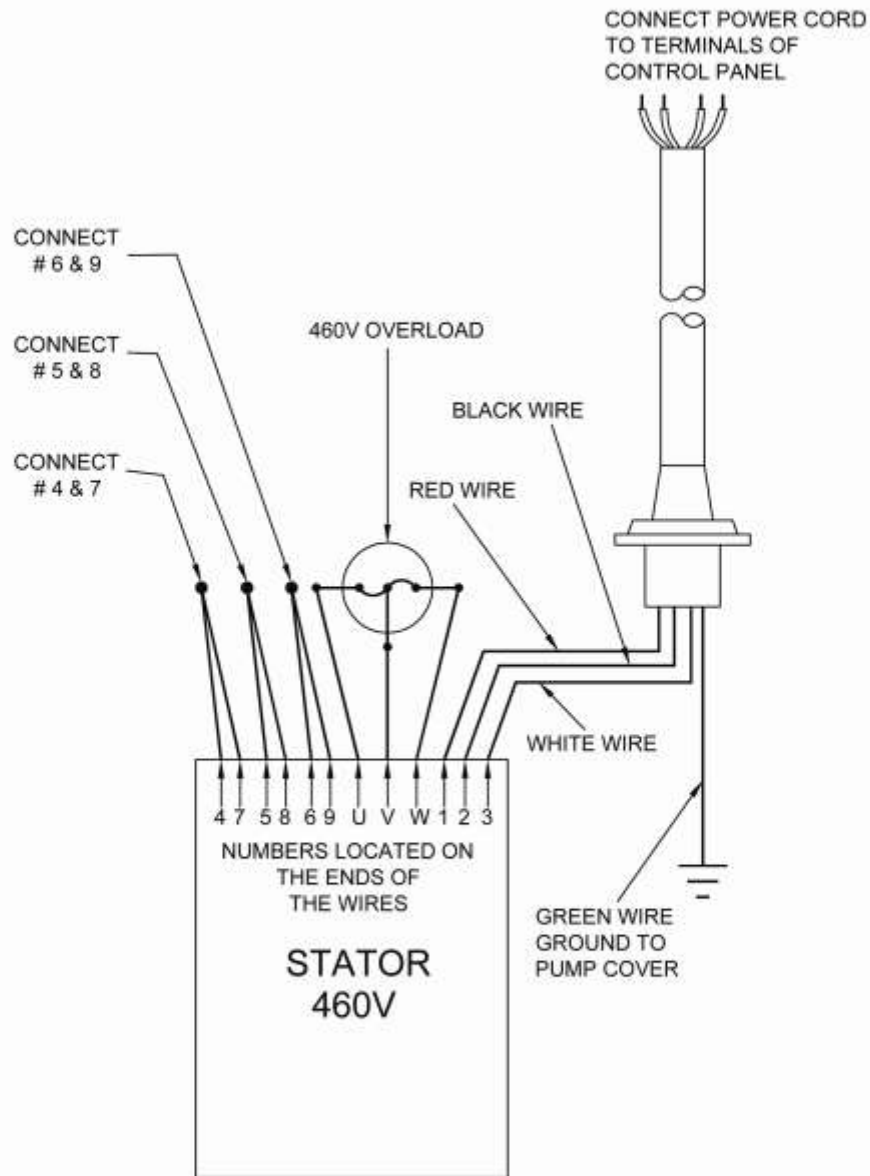 CONNECT POWER CORD
TO TERMINALS OF
CONTROL PANEL
CONNECT
# 6 & 9
460V OVERLOAD
CONNECT
# 5 & 8
BLACK WIRE
CONNECT
# 4 & 7
RED WIRE
WHITE WIRE
4 7 5 8 6 9 U V W 1 2 3
NUMBERS LOCATED ON
THE ENDS OF
THE WIRES
GREEN WIRE
GROUND TO
PUMP COVER
STATOR
460V